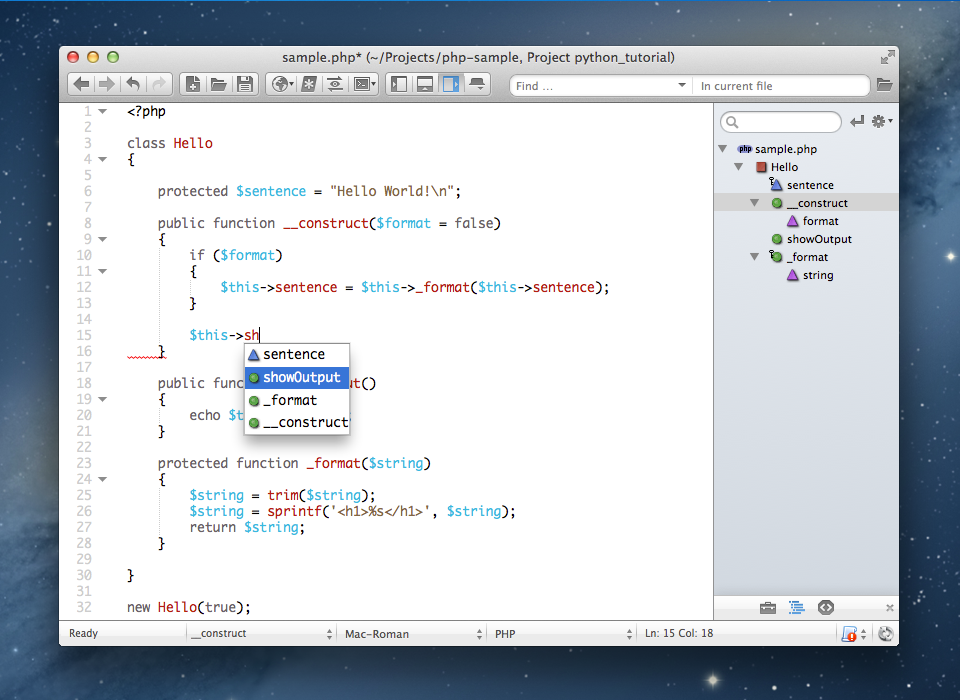 sample.php* (~/Projects/php-sample, Project python_tutorial)
Find ...
In current file
1 <?php
2
3 class Hello
4 {
5
6 protected $sentence = "Hello World!\n";
7
8 public function __construct($format = false)
9 {
10 if ($format)
11 {
12 $this->sentence = $this->_format($this->sentence);
13 }
14
15 $this->sh
16 }
17
18 public func ut()
19 {
20 echo $t ;
21 }
22
23 protected function _format($string)
24 {
25 $string = trim($string);
26 $string = sprintf('<h1>%s</h1>', $string);
27 return $string;
28 }
29
30 }
31
32 new Hello(true);
sentence
showOutput
_format
__construct
php sample.php
Hello
sentence
__construct
format
showOutput
_format
string
Ready
__construct
Mac-Roman
PHP
Ln: 15 Col: 18